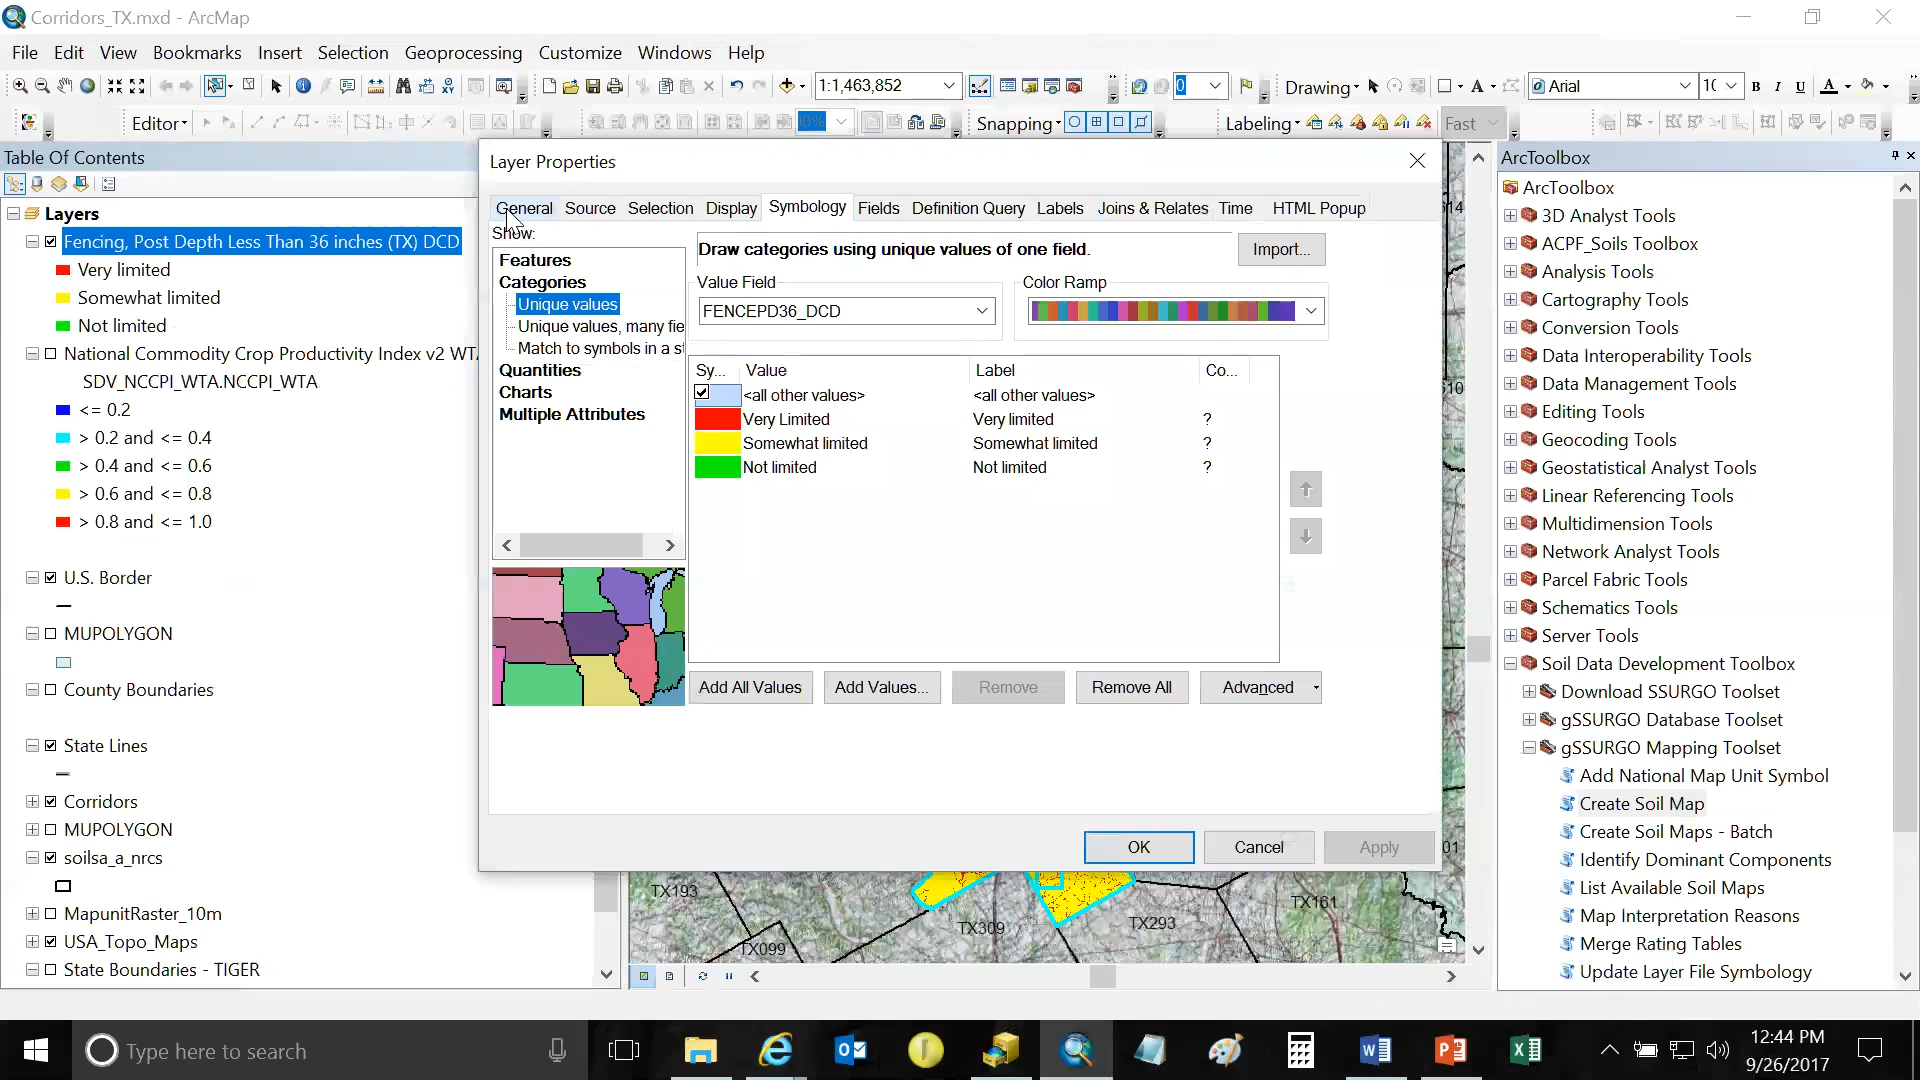 Corridors_TX.mxd - ArcMap
File Edit View Bookmarks Insert Selection Geoprocessing Customize Windows Help
1:1,463,852
0
Drawing
Arial
10
B I U A
Editor
Snapping
Labeling
Fast
Table Of Contents
Layers
Fencing, Post Depth Less Than 36 inches (TX) DCD
Very limited
Somewhat limited
Not limited
National Commodity Crop Productivity Index v2 WTA
SDV_NCCPI_WTA.NCCPI_WTA
<= 0.2
> 0.2 and <= 0.4
> 0.4 and <= 0.6
> 0.6 and <= 0.8
> 0.8 and <= 1.0
U.S. Border
MUPOLYGON
County Boundaries
State Lines
Corridors
MUPOLYGON
soilsa_a_nrcs
MapunitRaster_10m
USA_Topo_Maps
State Boundaries - TIGER
Layer Properties
General Source Selection Display Symbology Fields Definition Query Labels Joins & Relates Time HTML Popup
Show:
Features
Categories
Unique values
Unique values, many fie
Match to symbols in a st
Quantities
Charts
Multiple Attributes
Draw categories using unique values of one field.
Import...
Value Field
FENCEPD36_DCD
Color Ramp
Sy... Value Label Co...
<all other values> <all other values>
Very Limited Very limited ?
Somewhat limited Somewhat limited ?
Not limited Not limited ?
Add All Values Add Values... Remove Remove All Advanced
OK Cancel Apply
TX193
TX099
TX309
TX293
TX161
ArcToolbox
ArcToolbox
3D Analyst Tools
ACPF_Soils Toolbox
Analysis Tools
Cartography Tools
Conversion Tools
Data Interoperability Tools
Data Management Tools
Editing Tools
Geocoding Tools
Geostatistical Analyst Tools
Linear Referencing Tools
Multidimension Tools
Network Analyst Tools
Parcel Fabric Tools
Schematics Tools
Server Tools
Soil Data Development Toolbox
Download SSURGO Toolset
gSSURGO Database Toolset
gSSURGO Mapping Toolset
Add National Map Unit Symbol
Create Soil Map
Create Soil Maps - Batch
Identify Dominant Components
List Available Soil Maps
Map Interpretation Reasons
Merge Rating Tables
Update Layer File Symbology
Type here to search
12:44 PM
9/26/2017